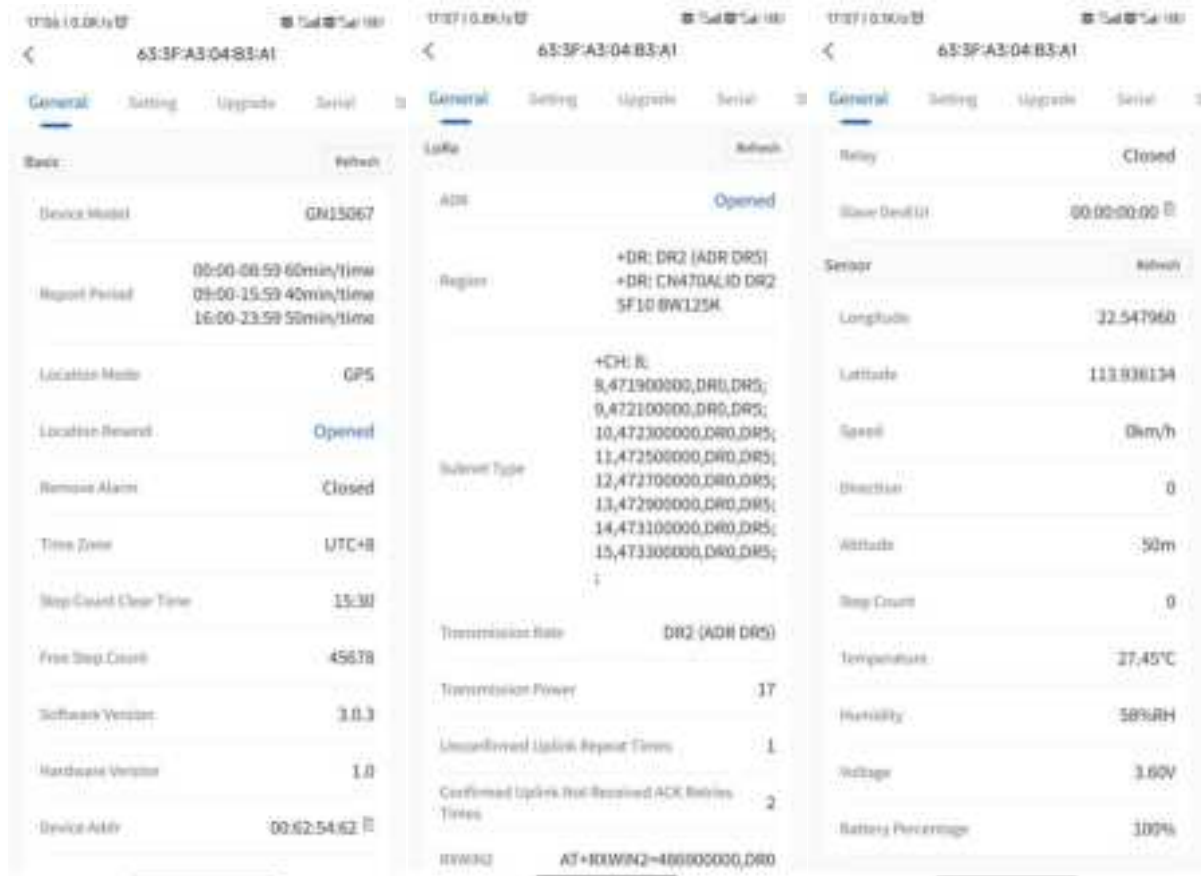 63:3F:A3:04:B3:A1
General Setting Upgrade Serial
Basic Refresh
Device Model GN15067
Report Period
00:00-08:59 60min/time
09:00-15:59 40min/time
16:00-23:59 50min/time
Location Mode GPS
Location Resend Opened
Remove Alarm Closed
Time Zone UTC+8
Step Count Clear Time 15:30
Free Step Count 45678
Software Version 3.0.3
Hardware Version 1.0
Device Addr 00:62:54:62
17:07
63:3F:A3:04:B3:A1
General Setting Upgrade Serial
LoRa Refresh
ADR Opened
Region
+DR: DR2 (ADR DR5)
+DR: CN470ALID DR2
SF10 BW125K
Subnet Type
+CH: 8;
8,471900000,DR0,DR5;
9,472100000,DR0,DR5;
10,472300000,DR0,DR5;
11,472500000,DR0,DR5;
12,472700000,DR0,DR5;
13,472900000,DR0,DR5;
14,473100000,DR0,DR5;
15,473300000,DR0,DR5;
;
Transmission Rate DR2 (ADR DR5)
Transmission Power 17
Unconfirmed Uplink Repeat Times 1
Confirmed Uplink Not Received ACK Retries
Times 2
RXWIN2
17:07
63:3F:A3:04:B3:A1
General Setting Upgrade Serial
Relay Closed
Slave DevEUI 00:00:00:00
Sensor Refresh
Longitude 22.547960
Latitude 113.936134
Speed 0km/h
Direction 0
Altitude 50m
Step Count 0
Temperature 27.45°C
Humidity 58%RH
Voltage 3.60V
Battery Percentage 100%